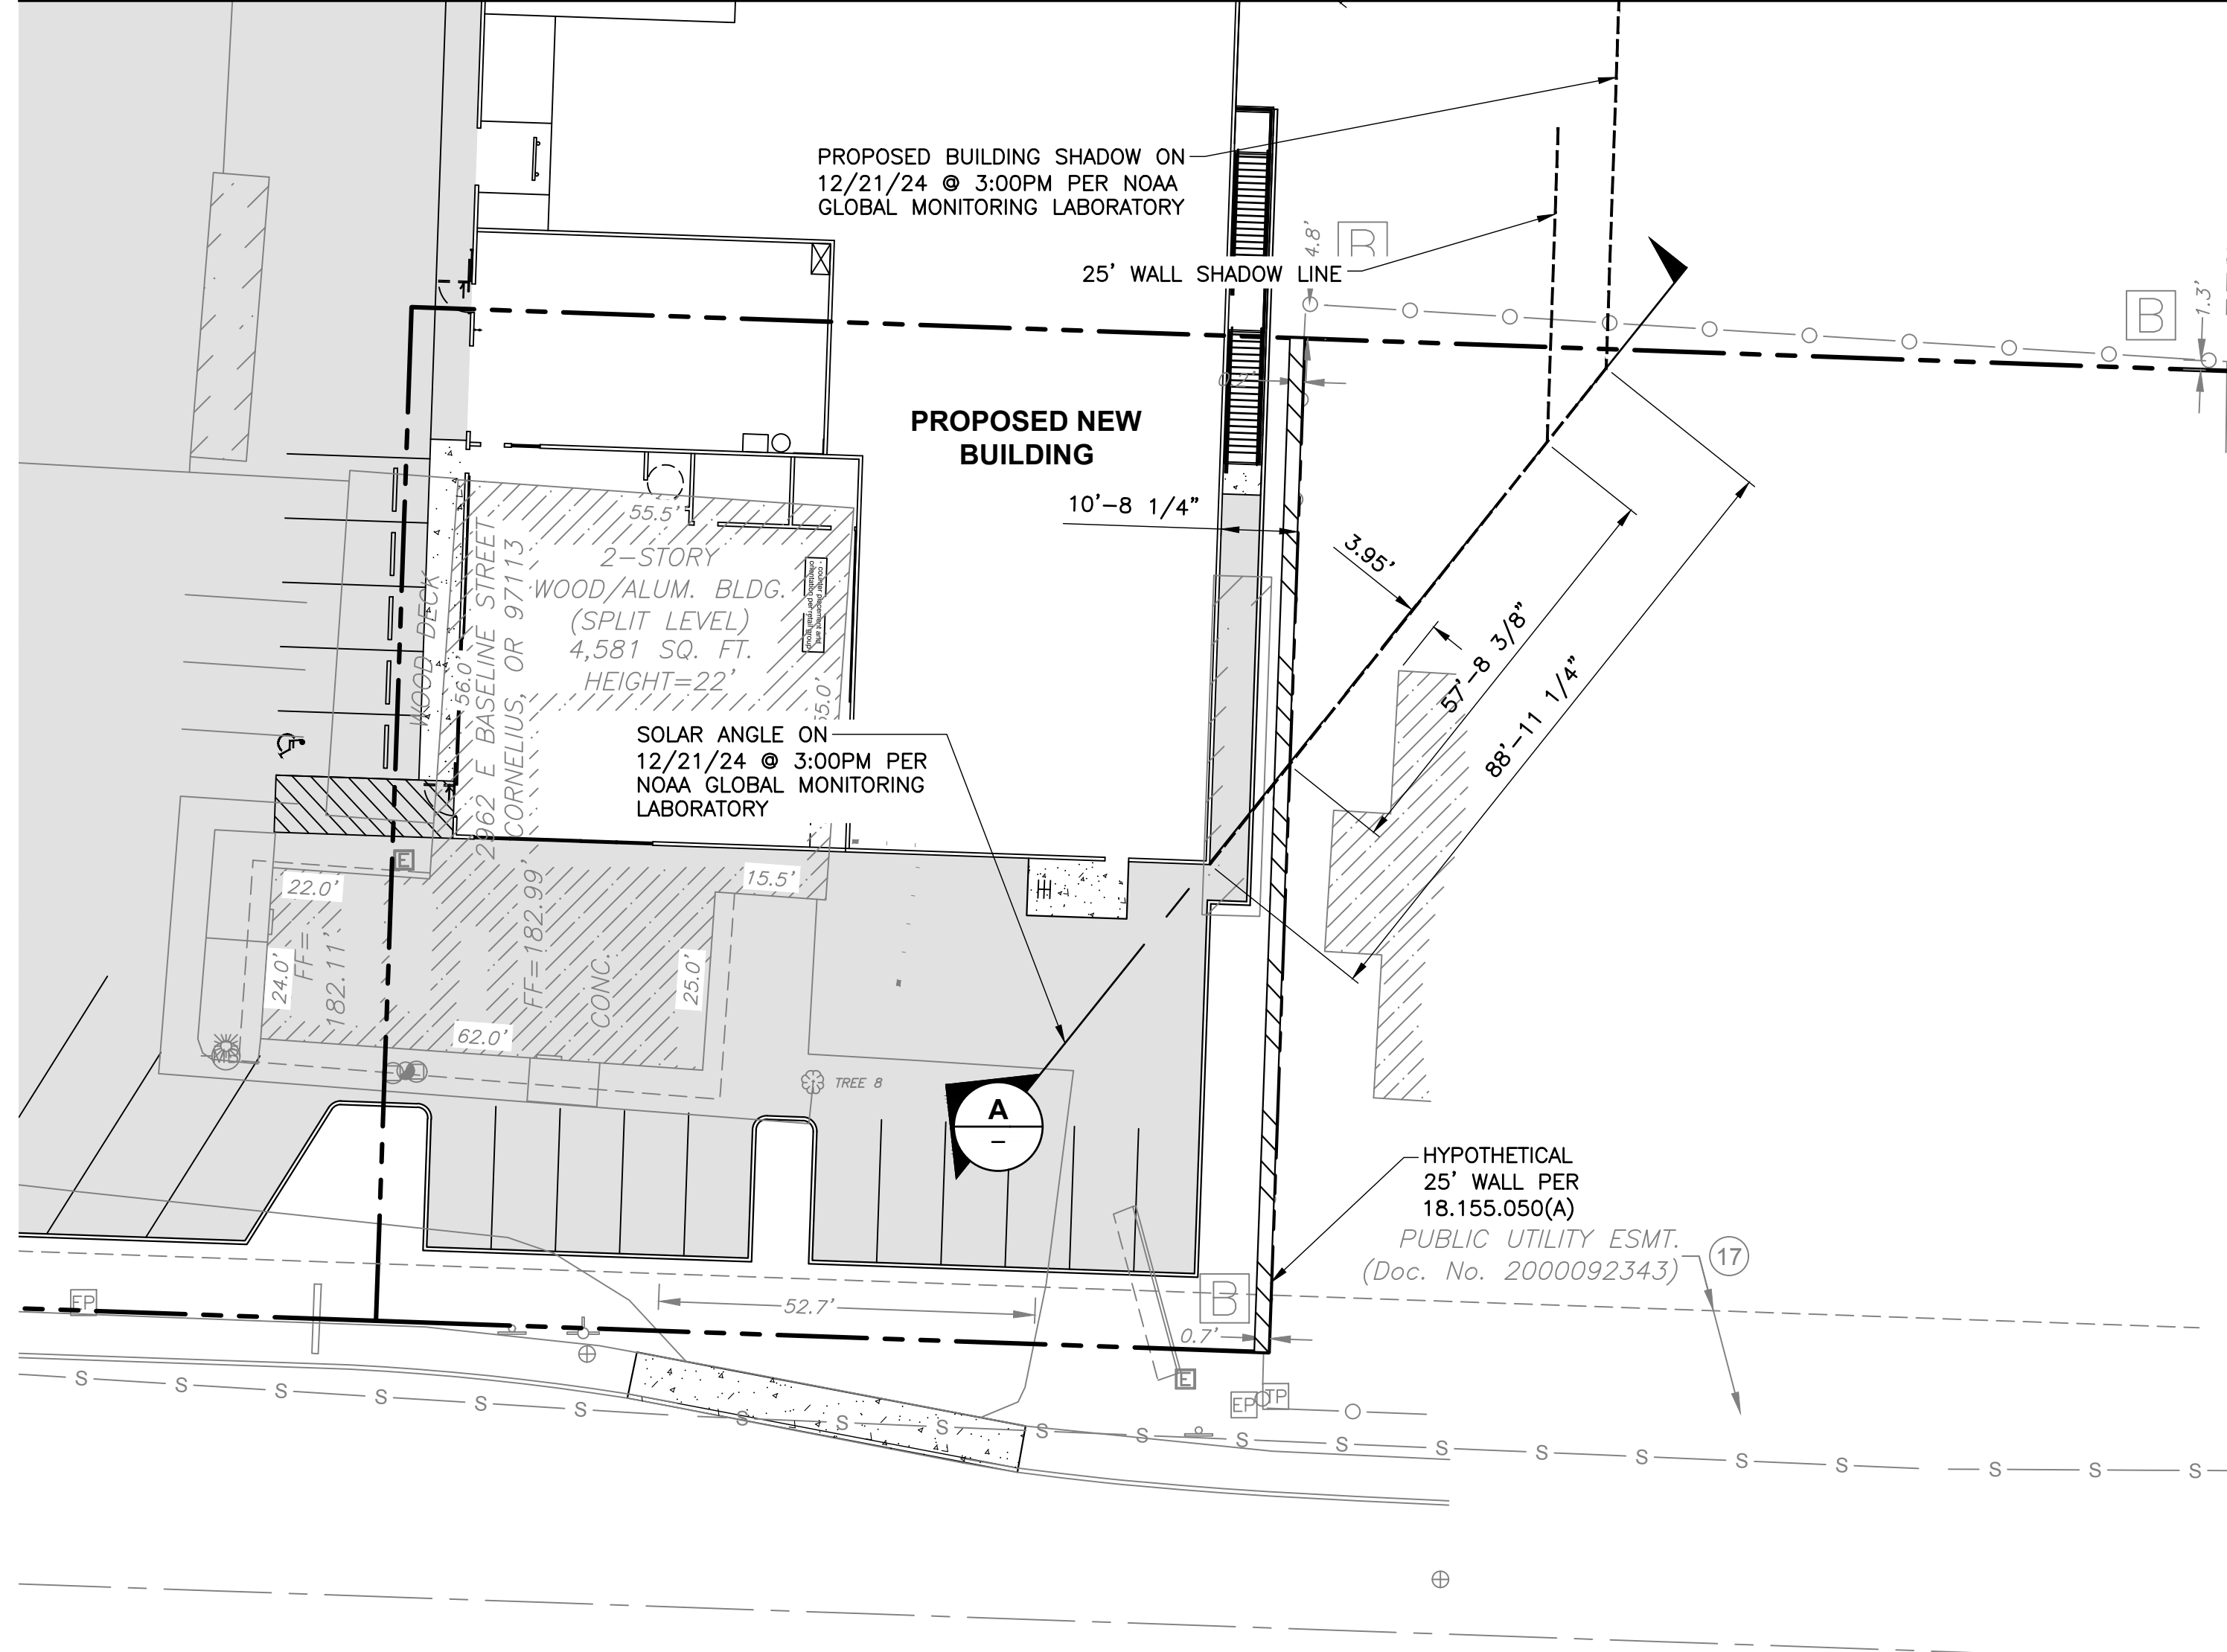 PROPOSED BUILDING SHADOW ON
12/21/24 @ 3:00PM PER NOAA
GLOBAL MONITORING LABORATORY
4.8'
B
25' WALL SHADOW LINE
B
1.3'
PROPOSED NEW
BUILDING
10'-8 1/4"
55.5'
2-STORY
WOOD/ALUM. BLDG.
(SPLIT LEVEL)
4,581 SQ. FT.
HEIGHT=22'
WOOD DECK
56.0'
2962 E BASELINE STREET
CORNELIUS, OR 97113
3.95'
57'-8 3/8"
88'-11 1/4"
SOLAR ANGLE ON
12/21/24 @ 3:00PM PER
NOAA GLOBAL MONITORING
LABORATORY
E
22.0'
15.5'
24.0'
FF=
182.11'
FF=182.99'
CONC.
25.0'
62.0'
TREE 8
A
–
HYPOTHETICAL
25' WALL PER
18.155.050(A)
PUBLIC UTILITY ESMT.
(Doc. No. 2000092343)
17
EP
52.7'
B
0.7'
E
EP
TP
S S S S S S S S S S S S S S S S S S S S S S